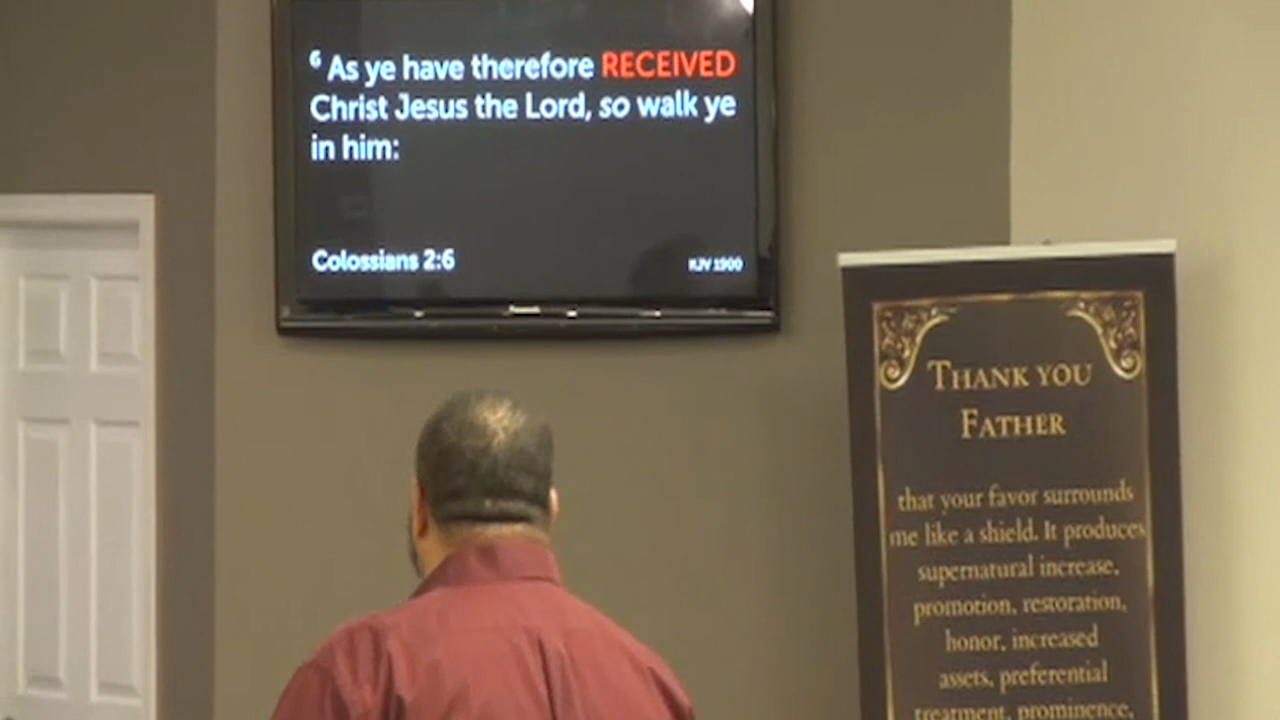 6 As ye have therefore RECEIVED
Christ Jesus the Lord, so walk ye
in him:
Colossians 2:6
KJV 1900
THANK YOU
FATHER
that your favor surrounds
me like a shield. It produces
supernatural increase,
promotion, restoration,
honor, increased
assets, preferential
treatment, prominence,